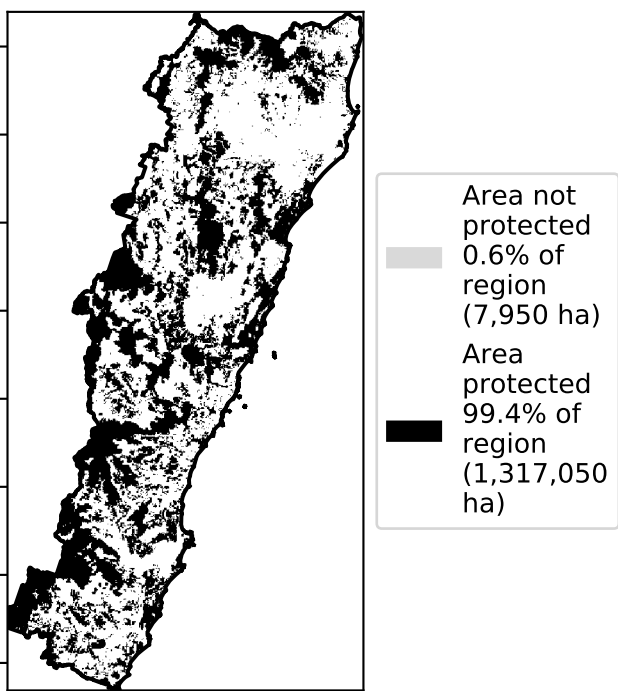 Area not
protected
0.6% of
region
(7,950 ha)
Area
protected
99.4% of
region
(1,317,050
ha)